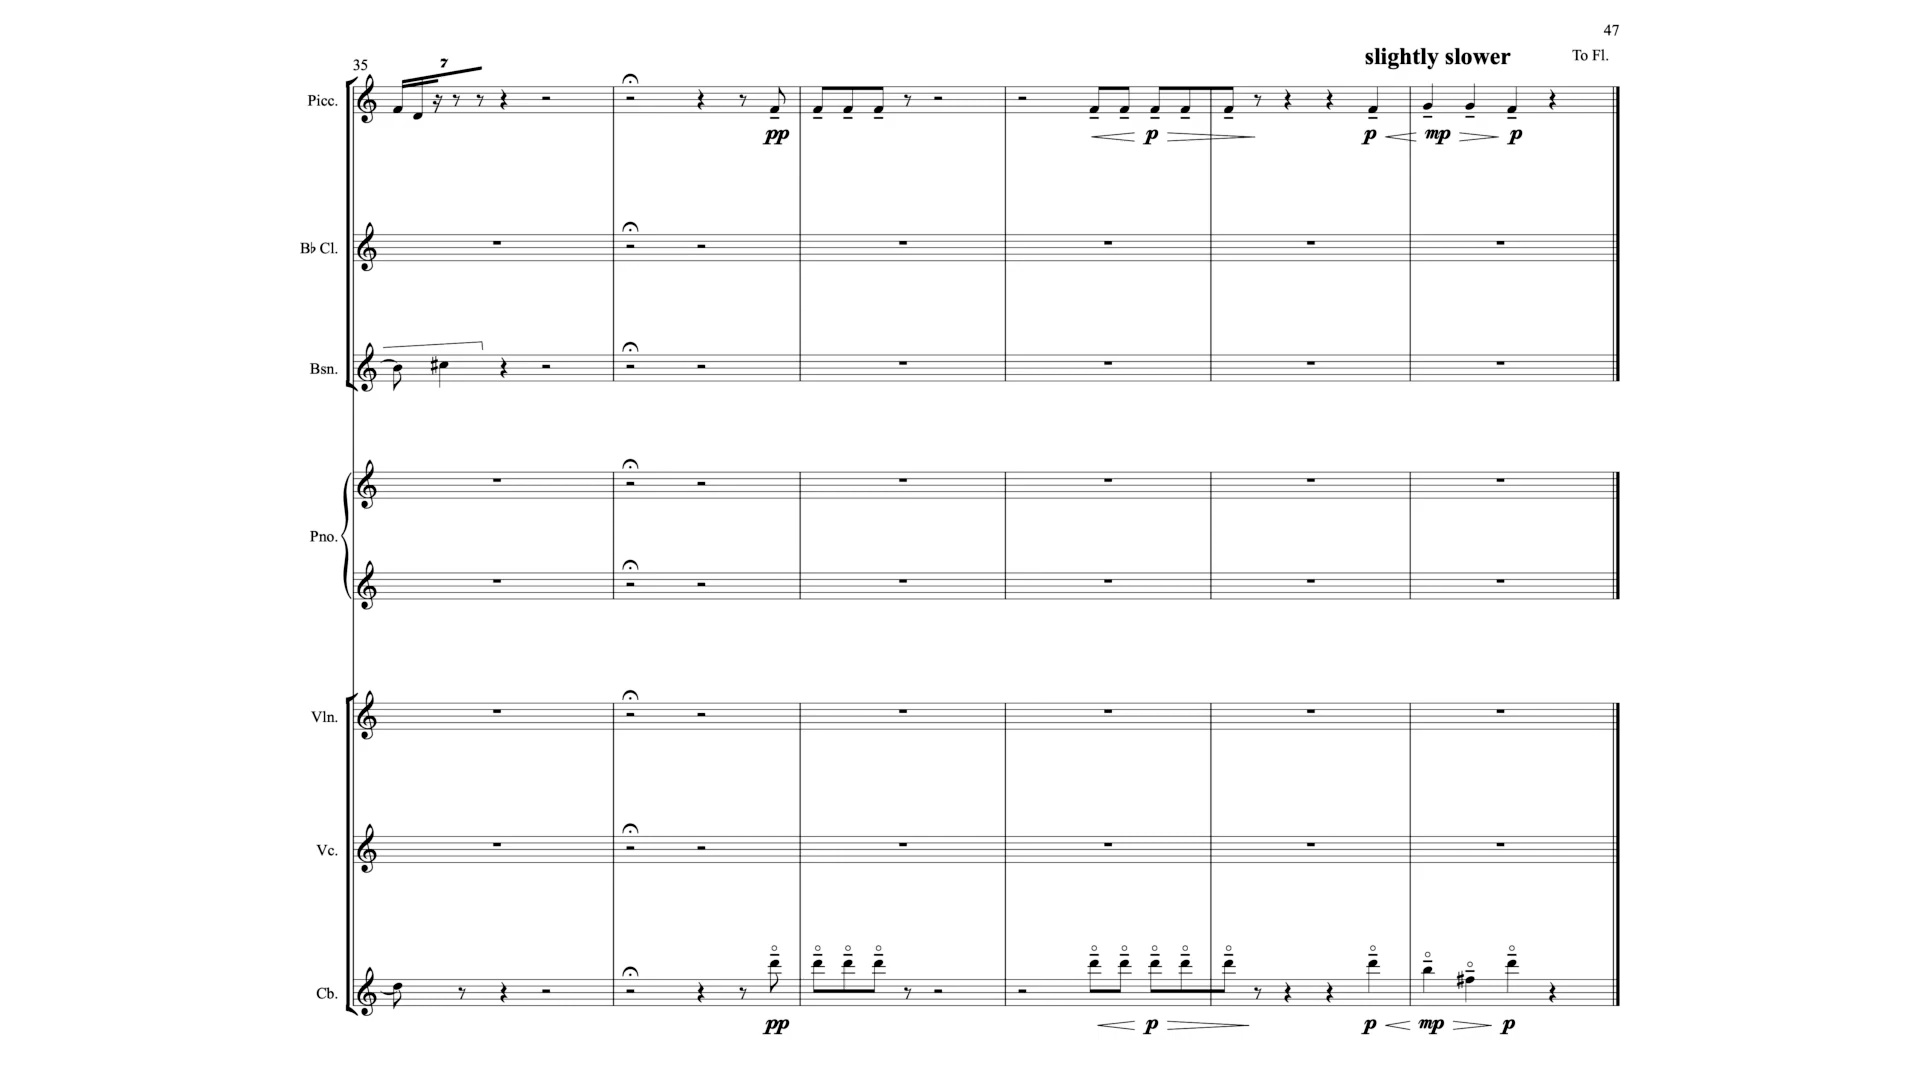 47
slightly slower
To Fl.
35
7
Picc.
pp
p
p
mp
p
B♭ Cl.
Bsn.
Pno.
Vln.
Vc.
Cb.
pp
p
p
mp
p